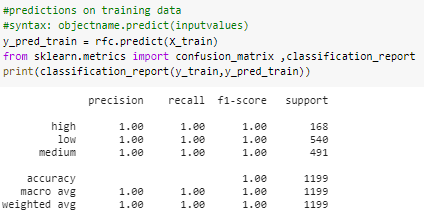 #predictions on training data
#syntax: objectname.predict(inputvalues)
y_pred_train = rfc.predict(X_train)
from sklearn.metrics import confusion_matrix ,classification_report
print(classification_report(y_train,y_pred_train))
precision recall f1-score support
high 1.00 1.00 1.00 168
low 1.00 1.00 1.00 540
medium 1.00 1.00 1.00 491
accuracy 1.00 1199
macro avg 1.00 1.00 1.00 1199
weighted avg 1.00 1.00 1.00 1199